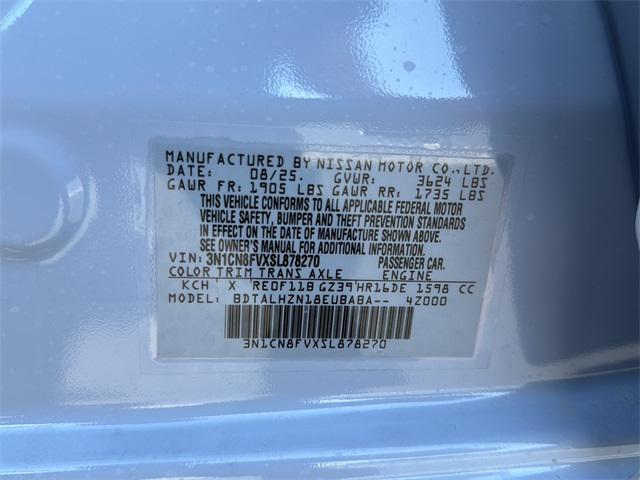 MANUFACTURED BY NISSAN MOTOR CO.,LTD.
DATE: 08/25. GVWR: 3624 LBS
GAWR FR: 1905 LBS GAWR RR: 1735 LBS
THIS VEHICLE CONFORMS TO ALL APPLICABLE FEDERAL MOTOR
VEHICLE SAFETY, BUMPER AND THEFT PREVENTION STANDARDS
IN EFFECT ON THE DATE OF MANUFACTURE SHOWN ABOVE.
SEE OWNER'S MANUAL FOR ADDITIONAL INFORMATION.
VIN: 3N1CN8FVXSL878270 PASSENGER CAR.
COLOR TRIM TRANS AXLE ENGINE
KCH X RE0F11B GZ39 HR16DE 1598 CC
MODEL: BDTALHZN18EUBABA-- 4Z000
3N1CN8FVXSL878270